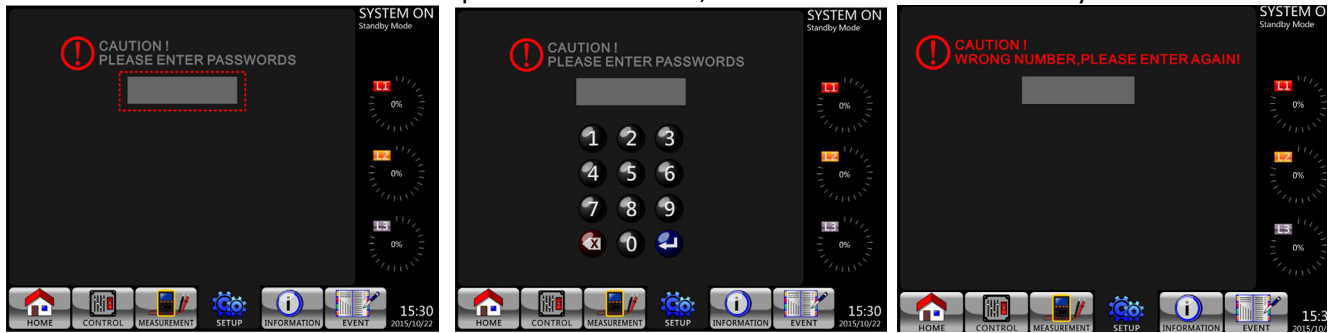 SYSTEM ON
Standby Mode
CAUTION !
PLEASE ENTER PASSWORDS
L1
0%
L2
0%
L3
0%
HOME CONTROL MEASUREMENT SETUP INFORMATION EVENT
15:30
2015/10/22
SYSTEM ON
Standby Mode
CAUTION !
PLEASE ENTER PASSWORDS
1 2 3
4 5 6
7 8 9
X 0
L1
0%
L2
0%
L3
0%
HOME CONTROL MEASUREMENT SETUP INFORMATION EVENT
15:30
2015/10/22
SYSTEM O
Standby Mode
CAUTION !
WRONG NUMBER,PLEASE ENTER AGAIN!
L1
0%
L2
0%
L3
0%
HOME CONTROL MEASUREMENT SETUP INFORMATION EVENT
15:3
2015/10/